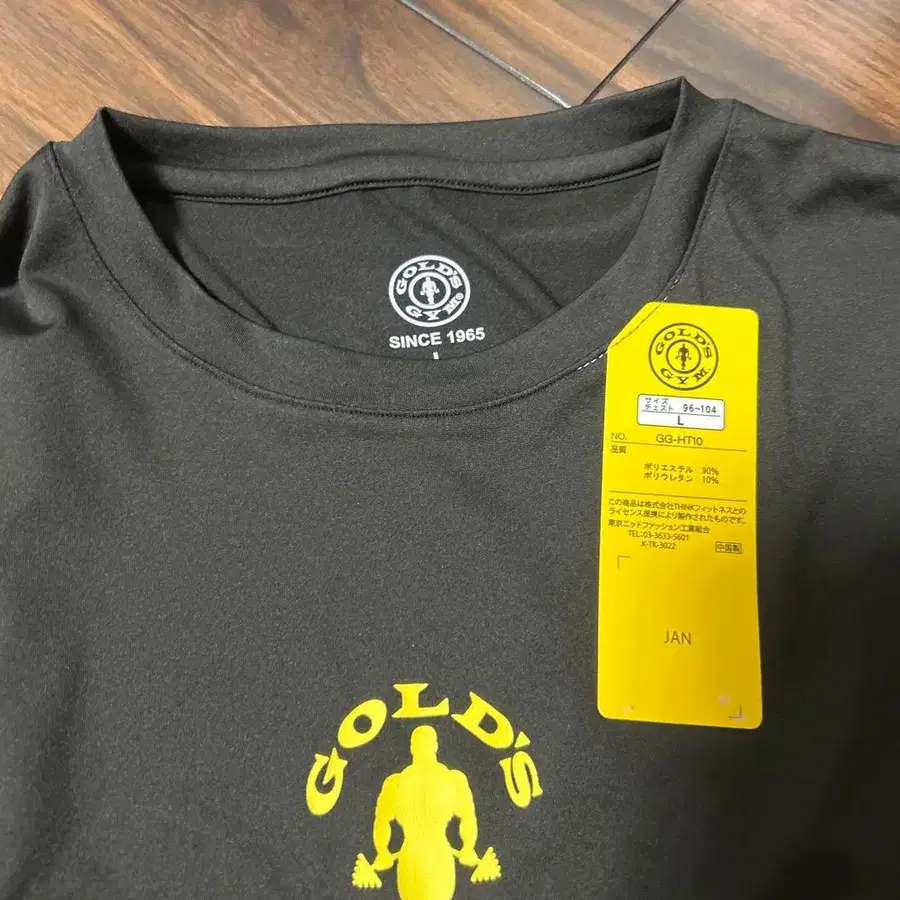 GOLD'S
GYM®
SINCE 1965
L
GOLD'S
GYM.
サイズ
チェスト 96~104
L
NO. GG-HT10
品質
ポリエステル 90%
ポリウレタン 10%
この商品は株式会社THINKフィットネスとの
ライセンス提携により製作されたものです。
東京ニットファッション工業組合
TEL:03-3633-5601
K-TK-3022
中国製
JAN
GOLD'S